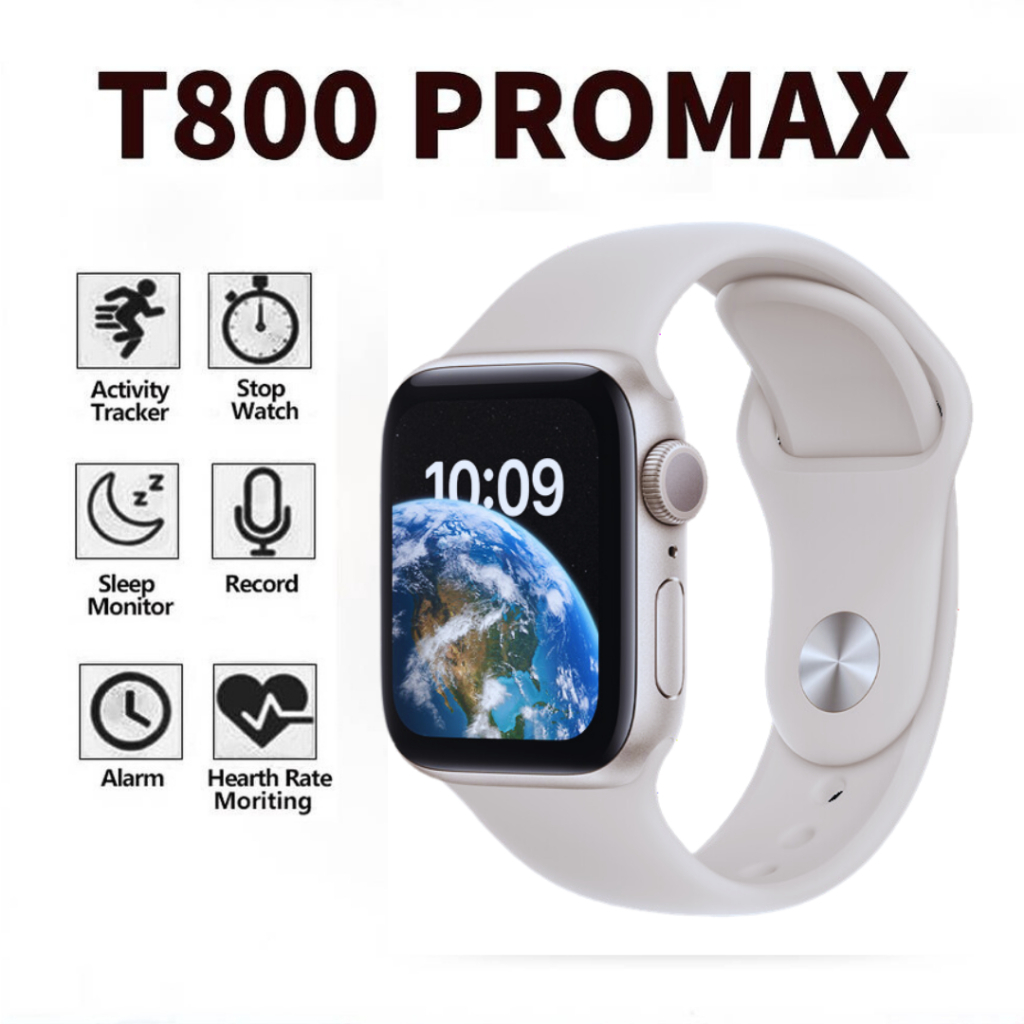 T800 PROMAX
Activity
Tracker
Stop
Watch
z z
Sleep
Monitor
Record
10:09
Alarm
Hearth Rate
Moriting